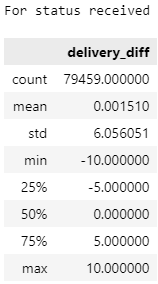 For status received
delivery_diff
count 79459.000000
mean 0.001510
std 6.056051
min -10.000000
25% -5.000000
50% 0.000000
75% 5.000000
max 10.000000